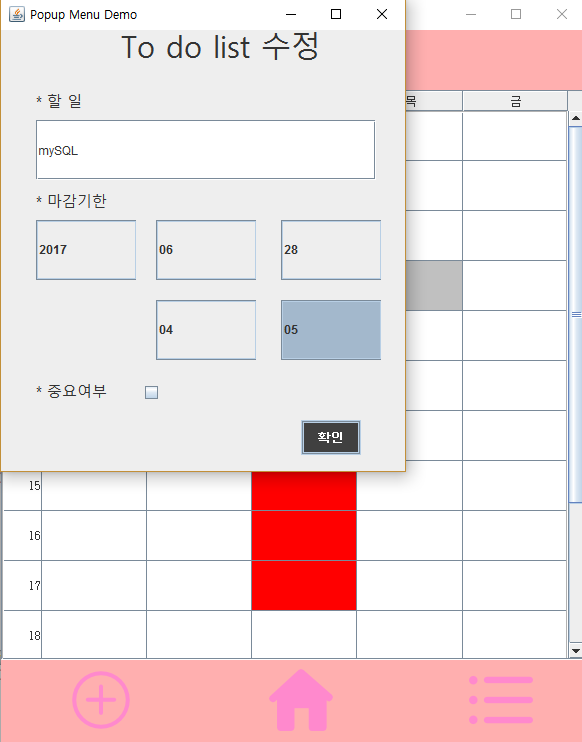 Popup Menu Demo
To do list 수정
* 할 일
mySQL
* 마감기한
2017 06 28
04 05
* 중요여부
확인
목 금
15
16
17
18